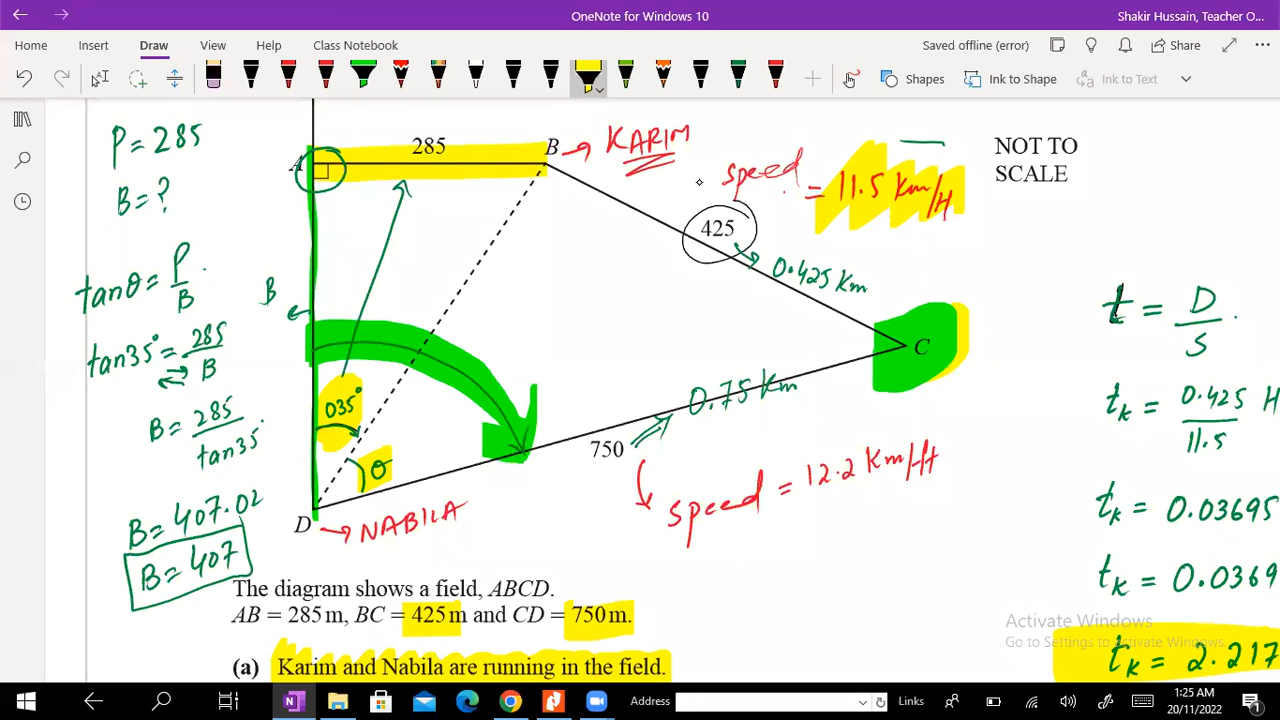 OneNote for Windows 10
Shakir Hussain, Teacher O...
Home Insert Draw View Help Class Notebook
Saved offline (error) Share
Shapes Ink to Shape Ink to Text
P = 285
B = ?
tanθ = P/B
tan35° = 285/B
B = 285/tan35
B = 407.02
B = 407
A
285
B
→ KARIM
speed = 11.5 Km/H
NOT TO
SCALE
425
0.425 Km
B
035°
θ
C
0.75 Km
750
speed = 12.2 Km/H
D
→ NABILA
t = D/S
tk = 0.425/11.5 H
tk = 0.03695
tk = 0.0369
tk = 2.217
The diagram shows a field, ABCD.
AB = 285 m, BC = 425 m and CD = 750 m.
(a) Karim and Nabila are running in the field.
Activate Windows
Go to Settings to activate Windows.
Address
Links
1:25 AM
20/11/2022
1